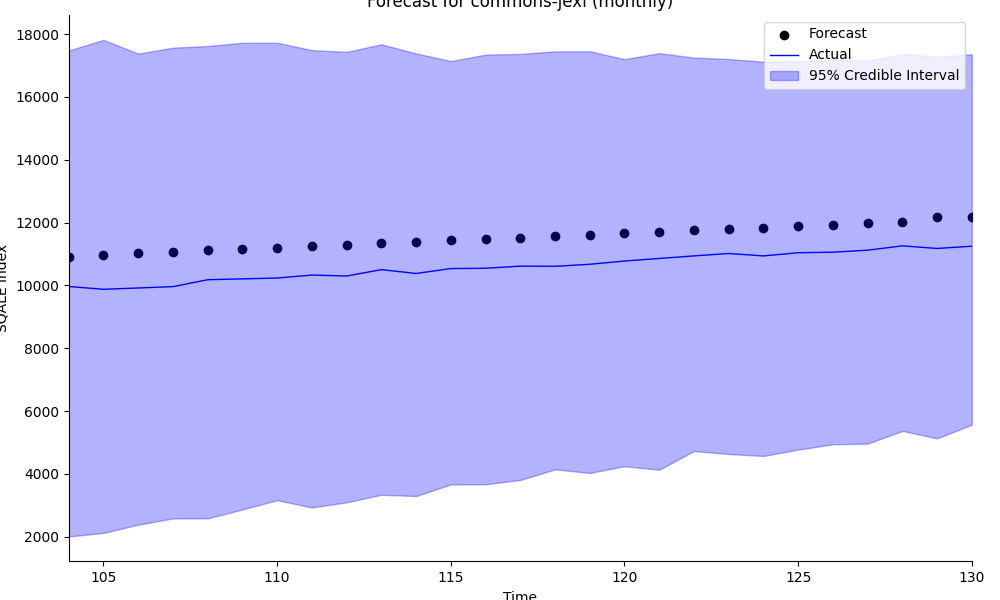 Forecast for commons-jexl (monthly)
Forecast
Actual
95% Credible Interval
SQALE Index
18000
16000
14000
12000
10000
8000
6000
4000
2000
105
110
115
120
125
130
Time